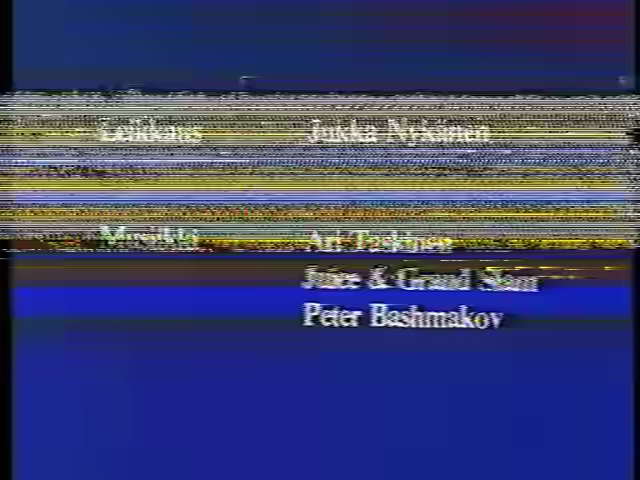 Leikkaus Jukka Nykänen
Musiikki Ari Taskinen
Juice & Grand Slam
Peter Bashmakov